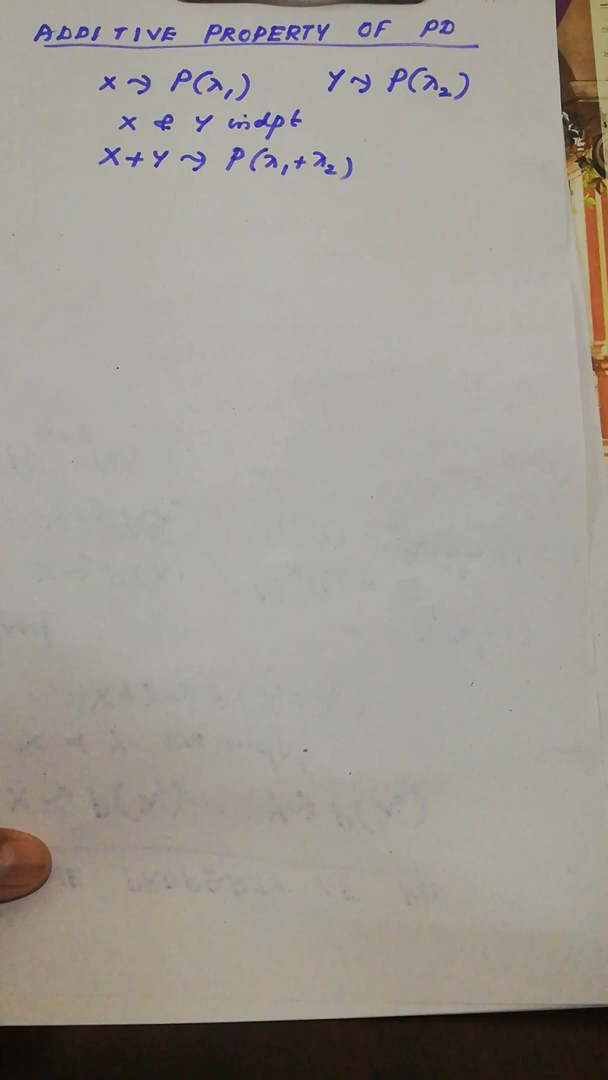 ADDITIVE PROPERTY OF PD
X → P(λ₁) Y → P(λ₂)
X & Y indpt
X+Y → P(λ₁+λ₂)